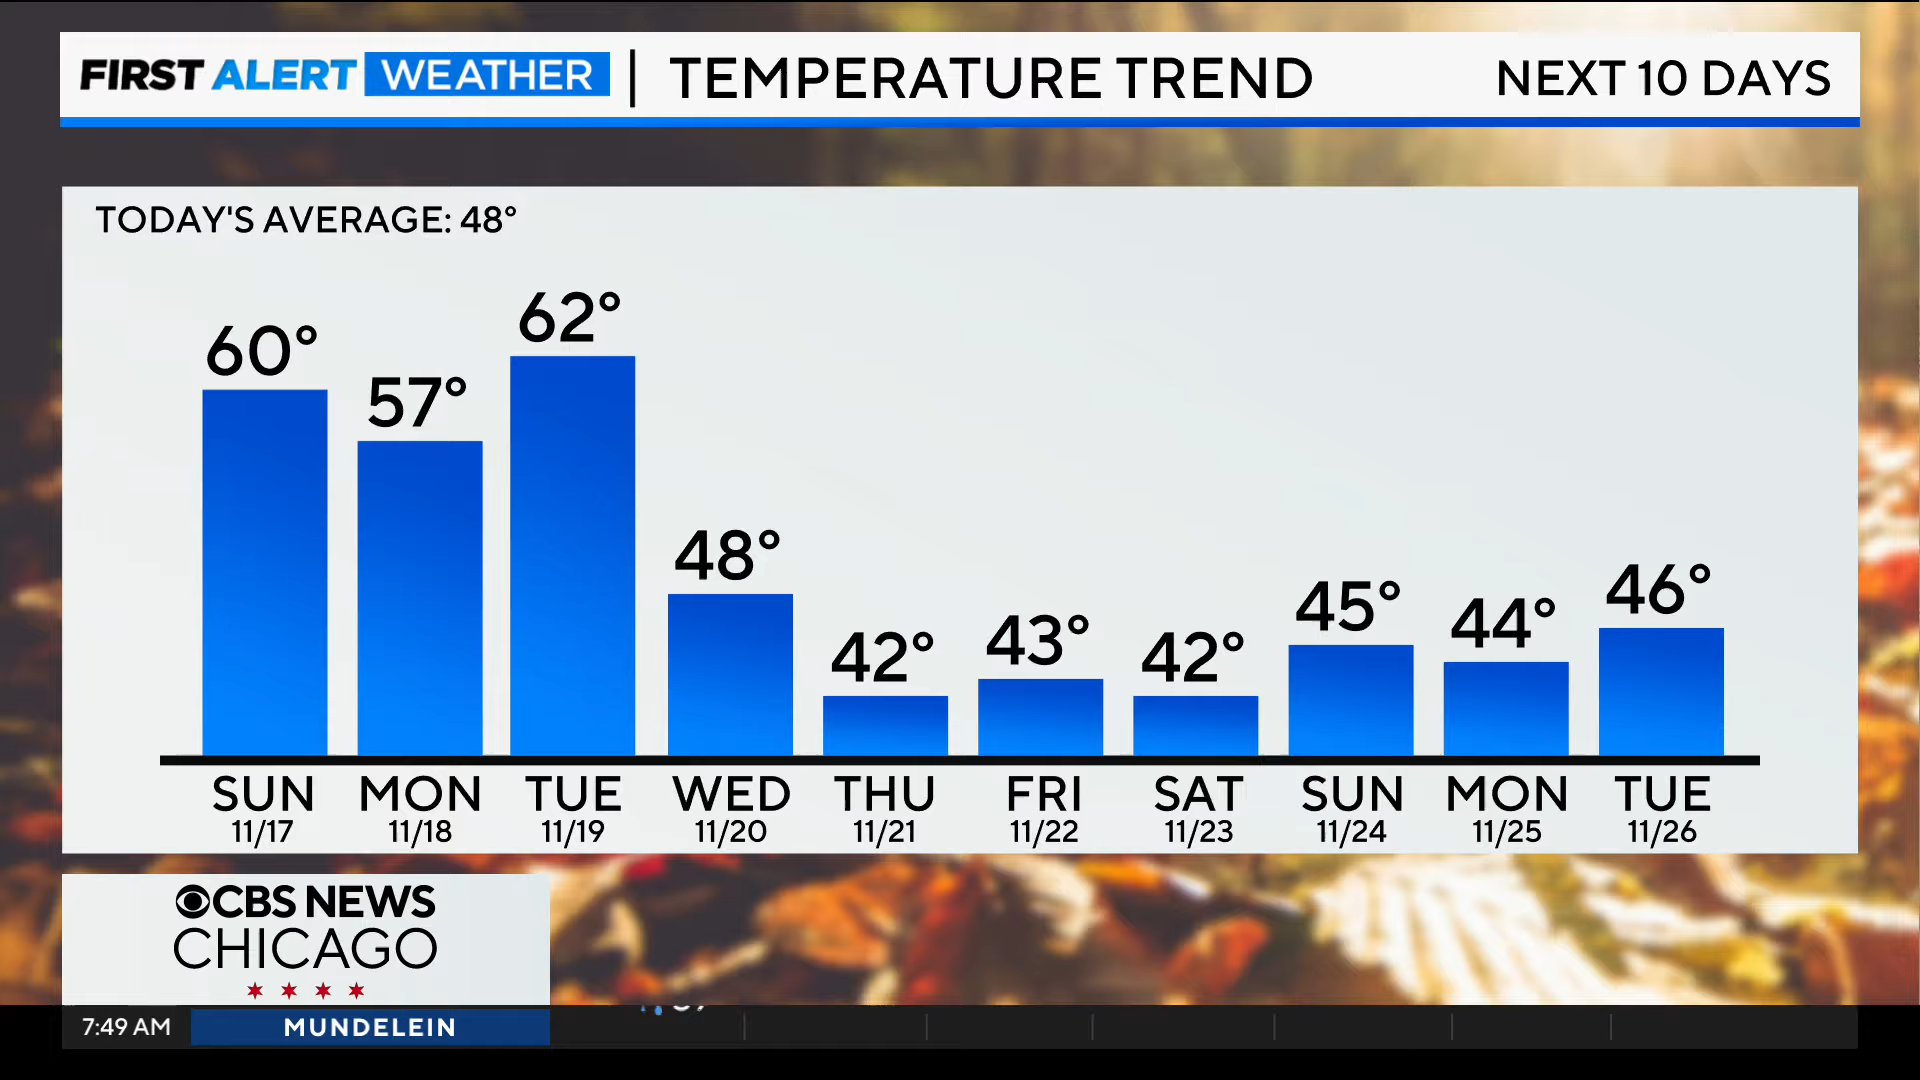 FIRST ALERT WEATHER | TEMPERATURE TREND NEXT 10 DAYS
TODAY'S AVERAGE: 48°
60° 57° 62° 48° 42° 43° 42° 45° 44° 46°
SUN MON TUE WED THU FRI SAT SUN MON TUE
11/17 11/18 11/19 11/20 11/21 11/22 11/23 11/24 11/25 11/26
CBS NEWS
CHICAGO
7:49 AM MUNDELEIN